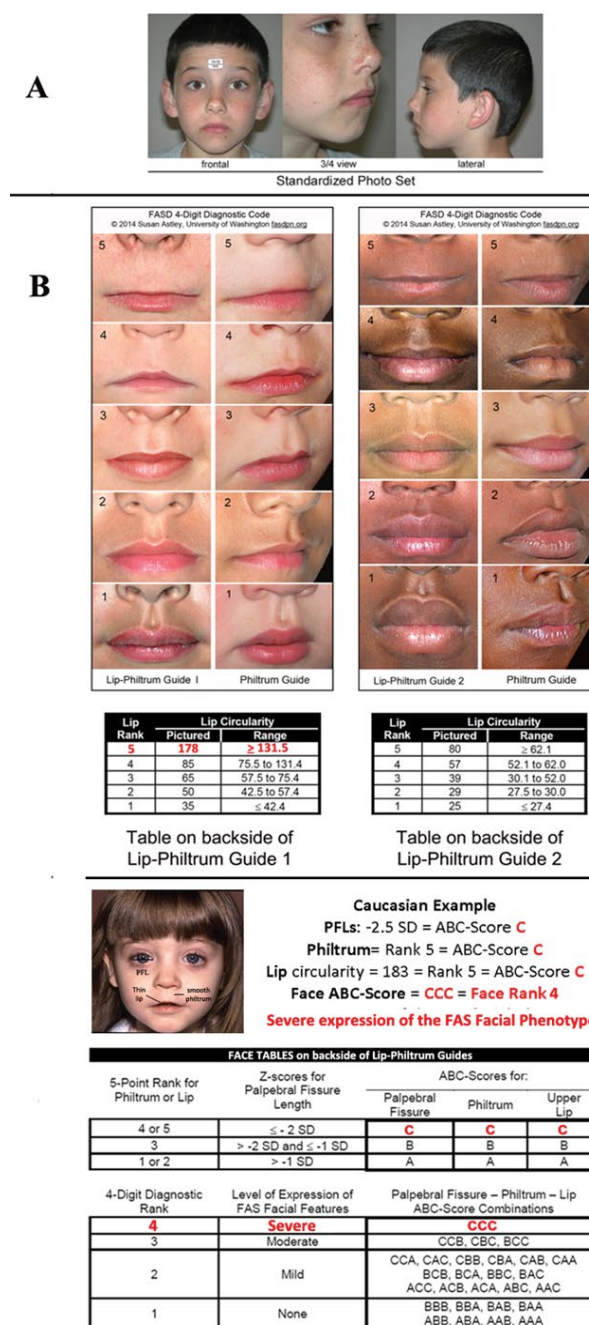 A
frontal 3/4 view lateral
Standardized Photo Set
B
FASD 4-Digit Diagnostic Code
© 2014 Susan Astley, University of Washington fasdpn.org
5 5
4 4
3 3
2 2
1 1
Lip-Philtrum Guide I Philtrum Guide
FASD 4-Digit Diagnostic Code
© 2014 Susan Astley, University of Washington fasdpn.org
5 5
4 4
3 3
2 2
1 1
Lip-Philtrum Guide 2 Philtrum Guide
Lip Rank Lip Circularity
Pictured Range
5 178 ≥ 131.5
4 85 75.5 to 131.4
3 65 57.5 to 75.4
2 50 42.5 to 57.4
1 35 ≤ 42.4
Table on backside of
Lip-Philtrum Guide 1
Lip Rank Lip Circularity
Pictured Range
5 80 ≥ 62.1
4 57 52.1 to 62.0
3 39 30.1 to 52.0
2 29 27.5 to 30.0
1 25 ≤ 27.4
Table on backside of
Lip-Philtrum Guide 2
PFL
Thin
lip
smooth
philtrum
Caucasian Example
PFLs: -2.5 SD = ABC-Score C
Philtrum= Rank 5 = ABC-Score C
Lip circularity = 183 = Rank 5 = ABC-Score C
Face ABC-Score = CCC = Face Rank 4
Severe expression of the FAS Facial Phenotype
FACE TABLES on backside of Lip-Philtrum Guides
5-Point Rank for Philtrum or Lip Z-scores for Palpebral Fissure Length ABC-Scores for:
Palpebral Fissure Philtrum Upper Lip
4 or 5 ≤ - 2 SD C C C
3 > -2 SD and ≤ -1 SD B B B
1 or 2 > -1 SD A A A
4-Digit Diagnostic Rank Level of Expression of FAS Facial Features Palpebral Fissure – Philtrum – Lip ABC-Score Combinations
4 Severe CCC
3 Moderate CCB, CBC, BCC
2 Mild CCA, CAC, CBB, CBA, CAB, CAA
BCB, BCA, BBC, BAC
ACC, ACB, ACA, ABC, AAC
1 None BBB, BBA, BAB, BAA
ABB, ABA, AAB, AAA